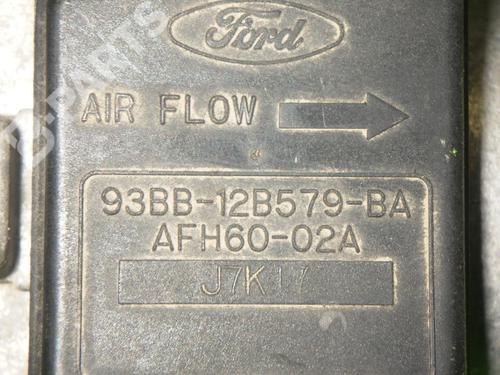 Ford
AIR FLOW
93BB-12B579-BA
AFH60-02A
J7K17